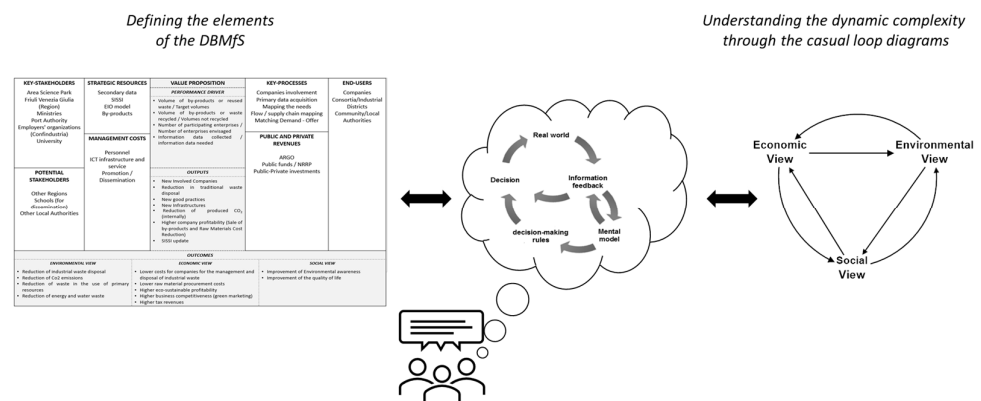 Defining the elements
of the DBMfS
Understanding the dynamic complexity
through the casual loop diagrams
KEY-STAKEHOLDERS
Area Science Park
Friuli Venezia Giulia
(Region)
Ministries
Port Authority
Employers' organizations
(Confindustria)
University
POTENTIAL
STAKEHOLDERS
Other Regions
Schools (for
dissemination)
Other Local Authorities
STRATEGIC RESOURCES
Secondary data
SISSI
EIO model
By-products
MANAGEMENT COSTS
Personnel
ICT infrastructure and
service
Promotion /
Dissemination
VALUE PROPOSITION
PERFORMANCE DRIVER
• Volume of by-products or reused
waste / Target volumes
• Volume of by-products or waste
recycled / Volumes not recycled
• Number of participating enterprises /
Number of enterprises envisaged
• Information data collected /
information data needed
OUTPUTS
• New involved Companies
• Reduction in traditional waste
disposal
• New good practices
• New Infrastructures
• Reduction of produced CO2
(internally)
• Higher company profitability (Sale of
by-products and Raw Materials Cost
Reduction)
• SISSI update
KEY-PROCESSES
Companies involvement
Primary data acquisition
Mapping the needs
Flow / supply chain mapping
Matching Demand - Offer
PUBLIC AND PRIVATE
REVENUES
ARGO
Public funds / NRRP
Public-Private investments
END-USERS
Companies
Consortia/Industrial
Districts
Community/Local
Authorities
OUTCOMES
ENVIRONMENTAL VIEW
• Reduction of industrial waste disposal
• Reduction of Co2 emissions
• Reduction of waste in the use of primary
resources
• Reduction of energy and water waste
ECONOMIC VIEW
• Lower costs for companies for the management and
disposal of industrial waste
• Lower raw material procurement costs
• Higher eco-sustainable profitability
• Higher business competitiveness (green marketing)
• Higher tax revenues
SOCIAL VIEW
• Improvement of Environmental awareness
• Improvement of the quality of life
Real world
Decision
Information
feedback
decision-making
rules
Mental
model
Economic
View
Environmental
View
Social
View